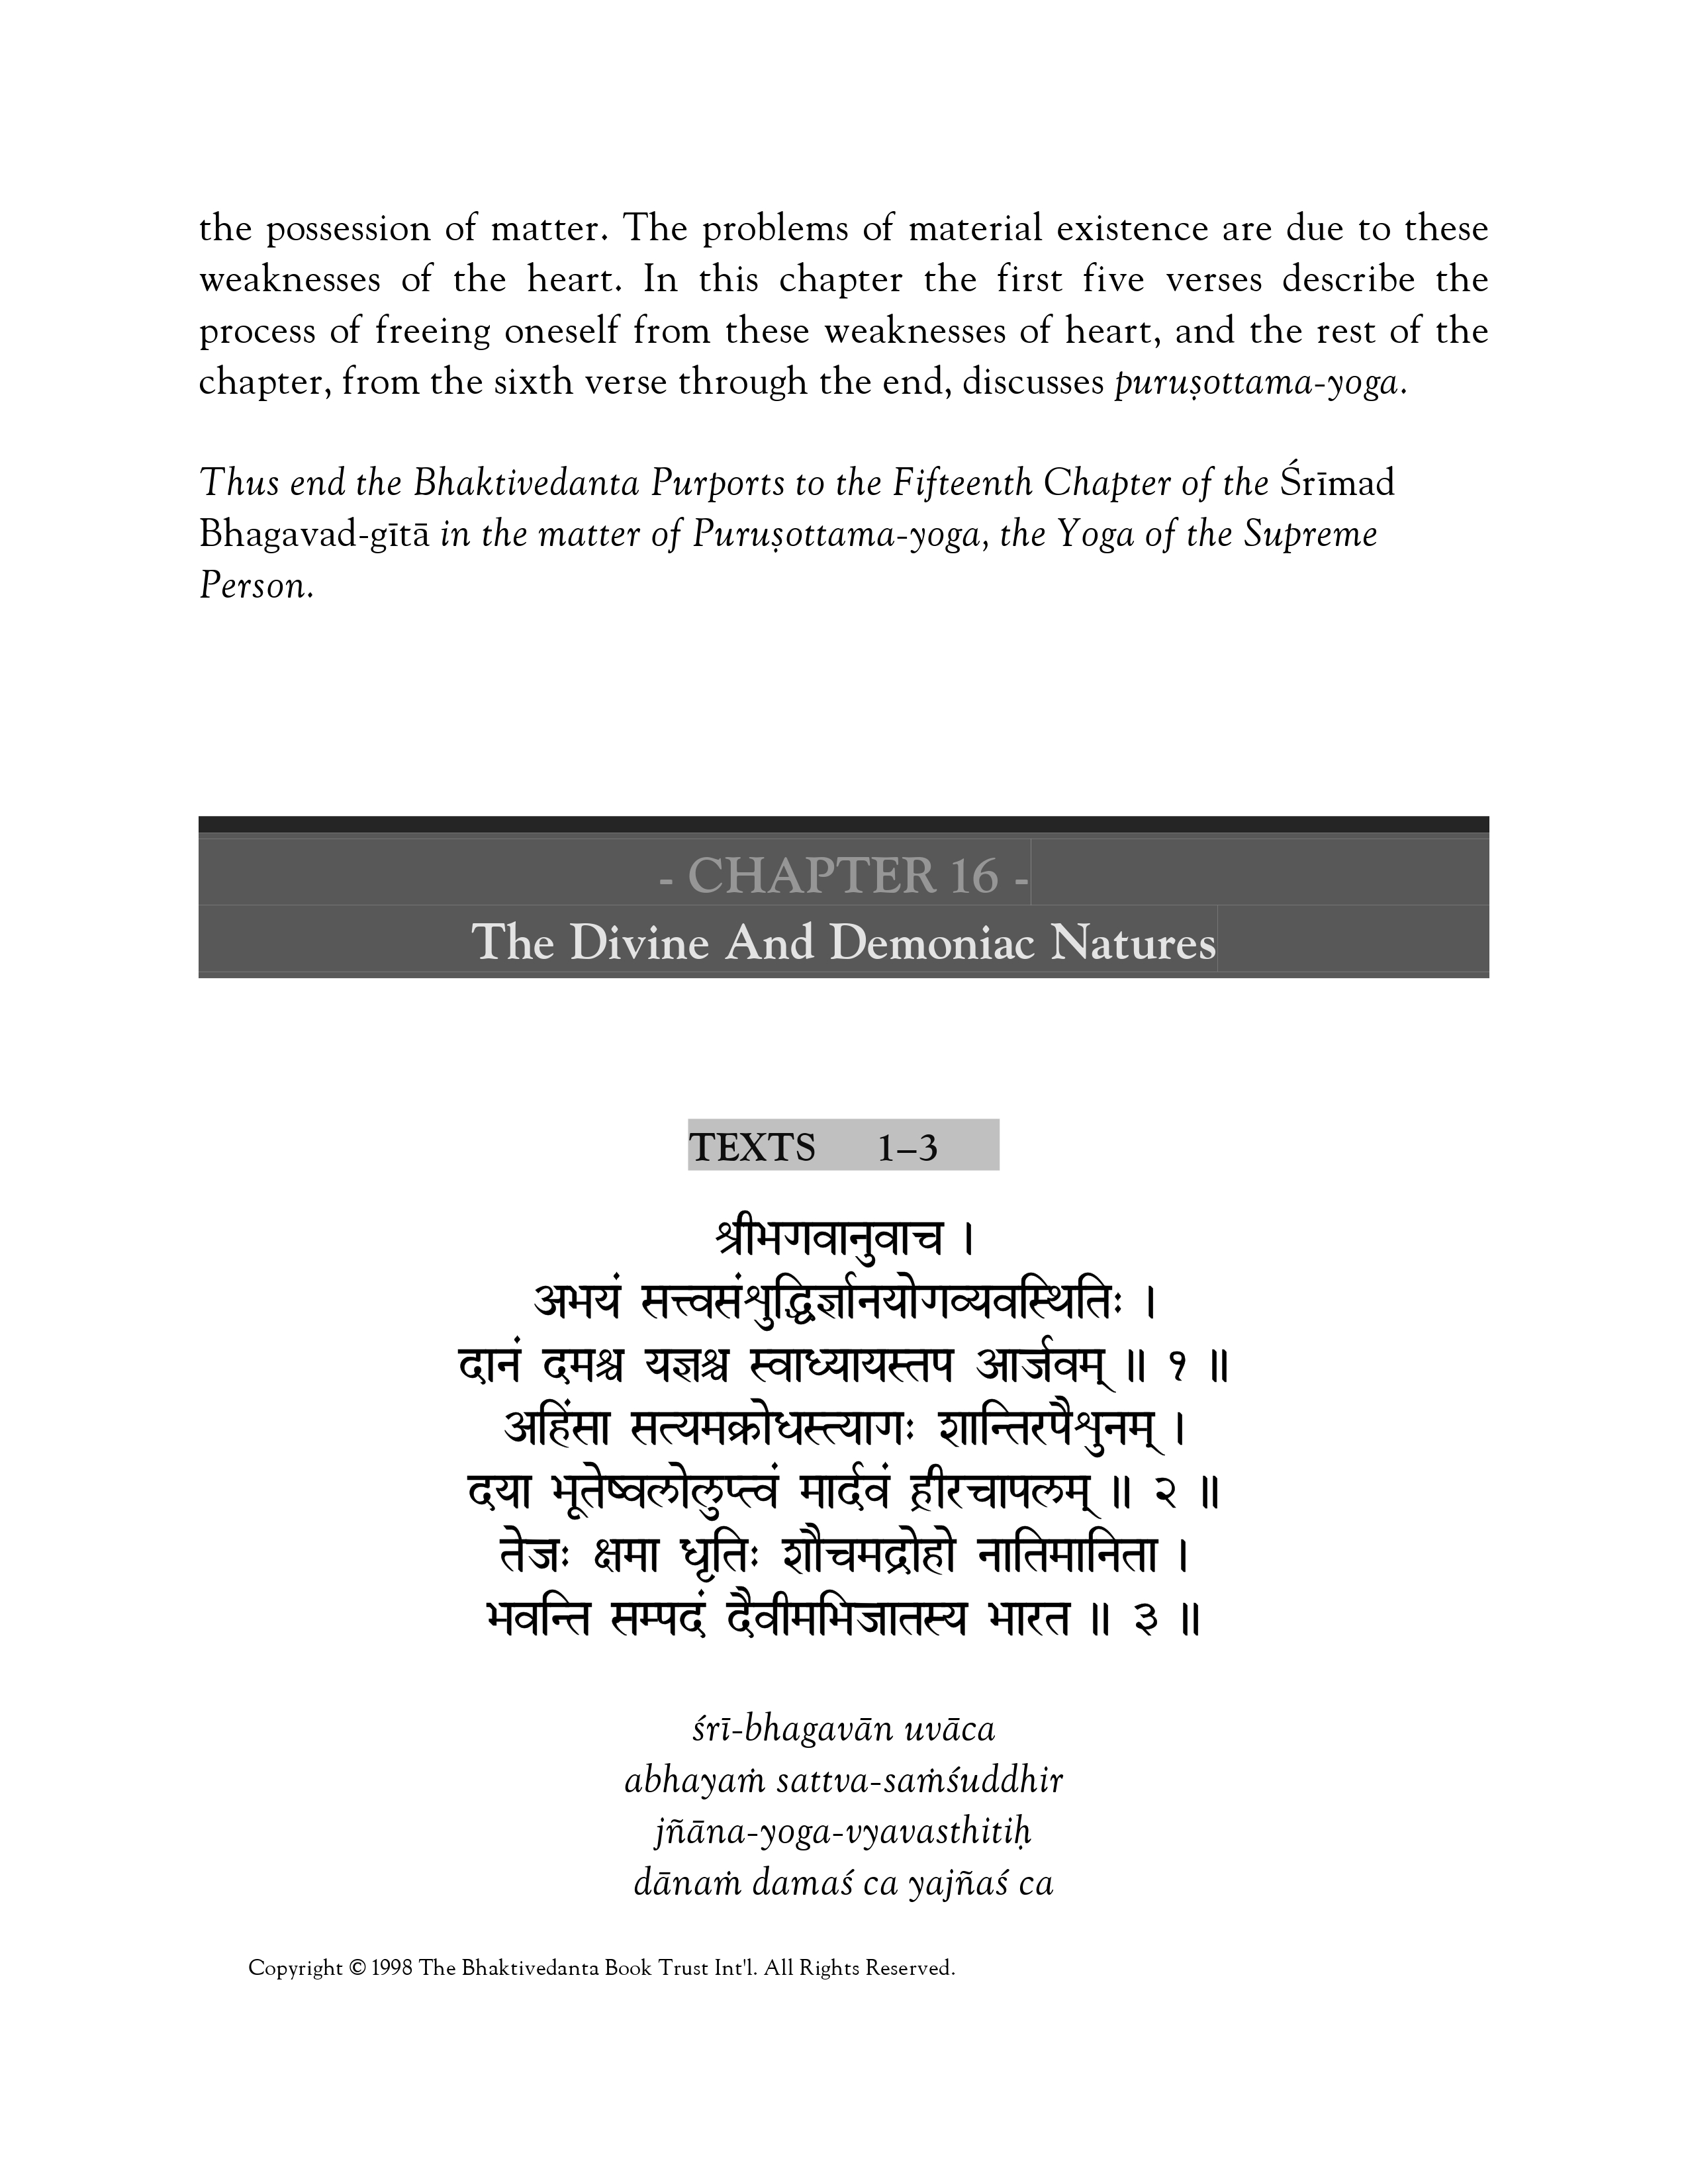 the possession of matter. The problems of material existence are due to these
weaknesses of the heart. In this chapter the first five verses describe the
process of freeing oneself from these weaknesses of heart, and the rest of the
chapter, from the sixth verse through the end, discusses puruṣottama-yoga.
Thus end the Bhaktivedanta Purports to the Fifteenth Chapter of the Śrīmad
Bhagavad-gītā in the matter of Puruṣottama-yoga, the Yoga of the Supreme
Person.
- CHAPTER 16 -
The Divine And Demoniac Natures
TEXTS 1–3
श्रीभगवानुवाच ।
अभयं सत्त्वसंश‍ुद्धिर्ज्ञानयोगव्यवस्थितिः ।
दानं दमश्च यज्ञश्च स्वाध्यायस्तप आर्जवम् ॥ १ ॥
अहिंसा सत्यमक्रोधस्त्यागः शान्तिरपैशुनम् ।
दया भूतेष्वलोलुप्त्वं मार्दवं ह्रीरचापलम् ॥ २ ॥
तेजः क्षमा धृतिः शौचमद्रोहो नातिमानिता ।
भवन्ति सम्पदं दैवीमभिजातस्य भारत ॥ ३ ॥
śrī-bhagavān uvāca
abhayaṁ sattva-saṁśuddhir
jñāna-yoga-vyavasthitiḥ
dānaṁ damaś ca yajñaś ca
Copyright © 1998 The Bhaktivedanta Book Trust Int'l. All Rights Reserved.